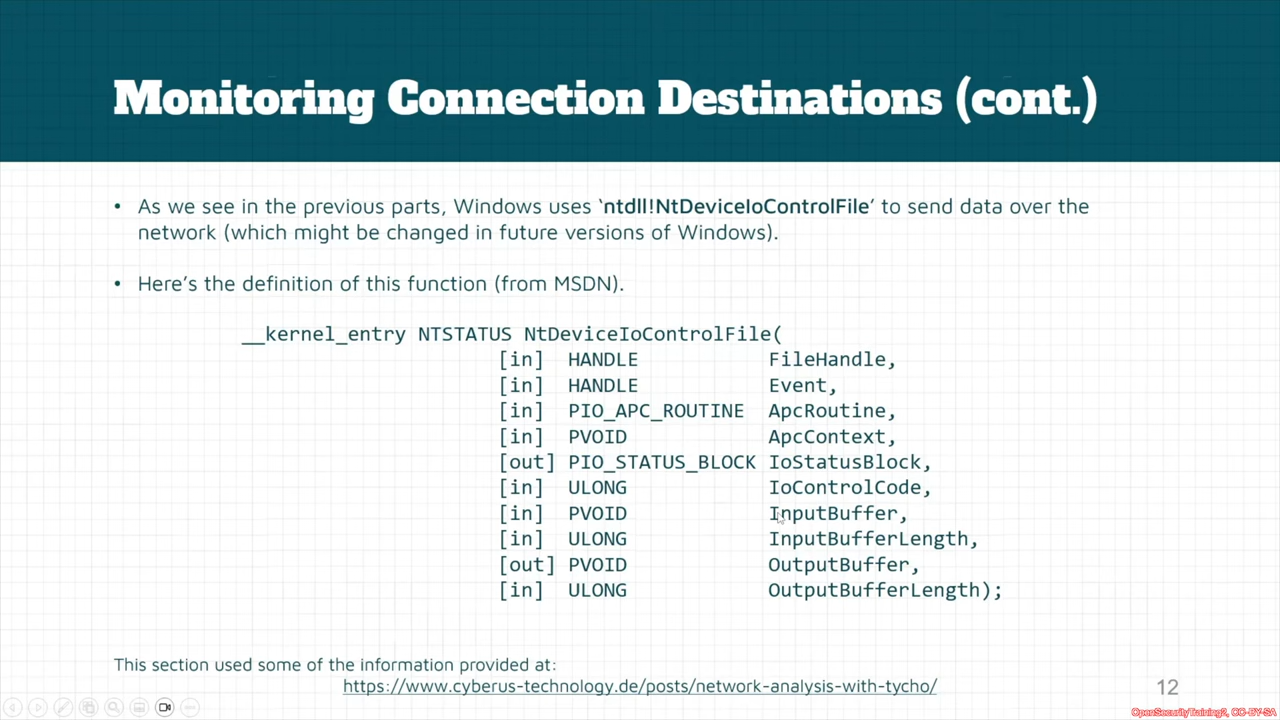 Monitoring Connection Destinations (cont.)
• As we see in the previous parts, Windows uses ‘ntdll!NtDeviceIoControlFile’ to send data over the
network (which might be changed in future versions of Windows).
• Here’s the definition of this function (from MSDN).
__kernel_entry NTSTATUS NtDeviceIoControlFile(
[in] HANDLE FileHandle,
[in] HANDLE Event,
[in] PIO_APC_ROUTINE ApcRoutine,
[in] PVOID ApcContext,
[out] PIO_STATUS_BLOCK IoStatusBlock,
[in] ULONG IoControlCode,
[in] PVOID InputBuffer,
[in] ULONG InputBufferLength,
[out] PVOID OutputBuffer,
[in] ULONG OutputBufferLength);
This section used some of the information provided at:
https://www.cyberus-technology.de/posts/network-analysis-with-tycho/
12
OpenSecurityTraining2, CC-BY-SA